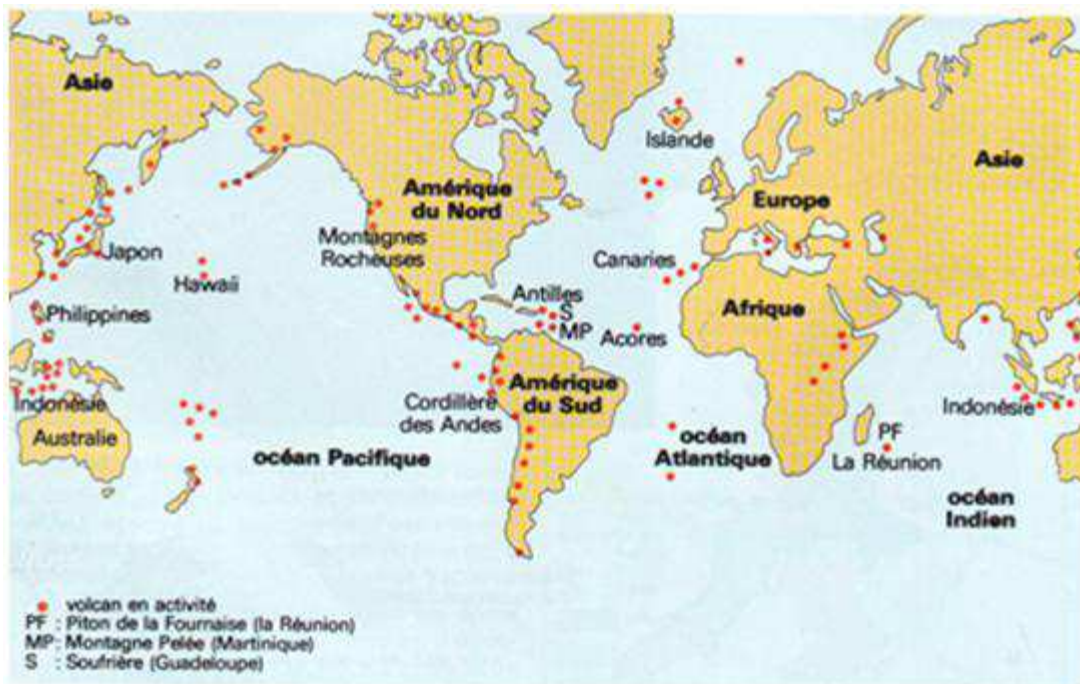 Asie
Islande
Asie
Amérique
du Nord
Europe
Japon
Montagnes
Rocheuses
Canaries
Hawaii
Antilles
Philippines
S
MP
Acores
Afrique
Indonésie
Cordillère
des Andes
Amérique
du Sud
Indonésie
Australie
océan Pacifique
océan
Atlantique
PF
La Réunion
océan
Indien
volcan en activité
PF : Piton de la Fournaise (la Réunion)
MP : Montagne Pelée (Martinique)
S : Soufrière (Guadeloupe)